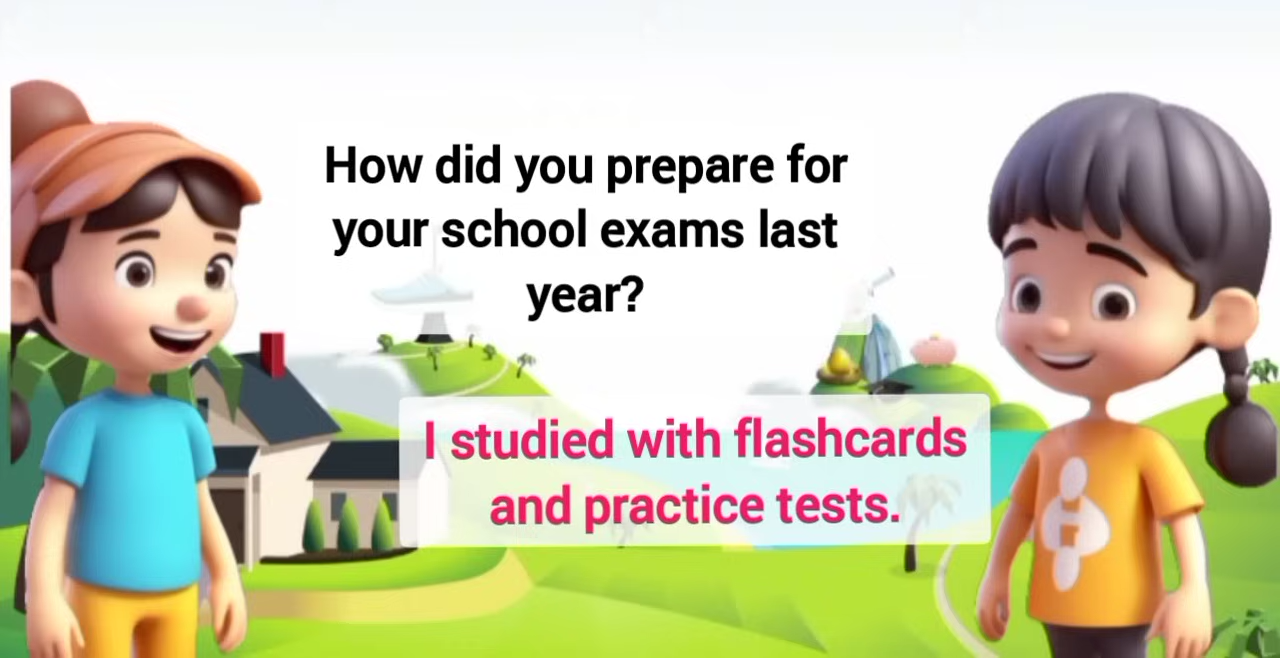 How did you prepare for
your school exams last
year?
I studied with flashcards
and practice tests.